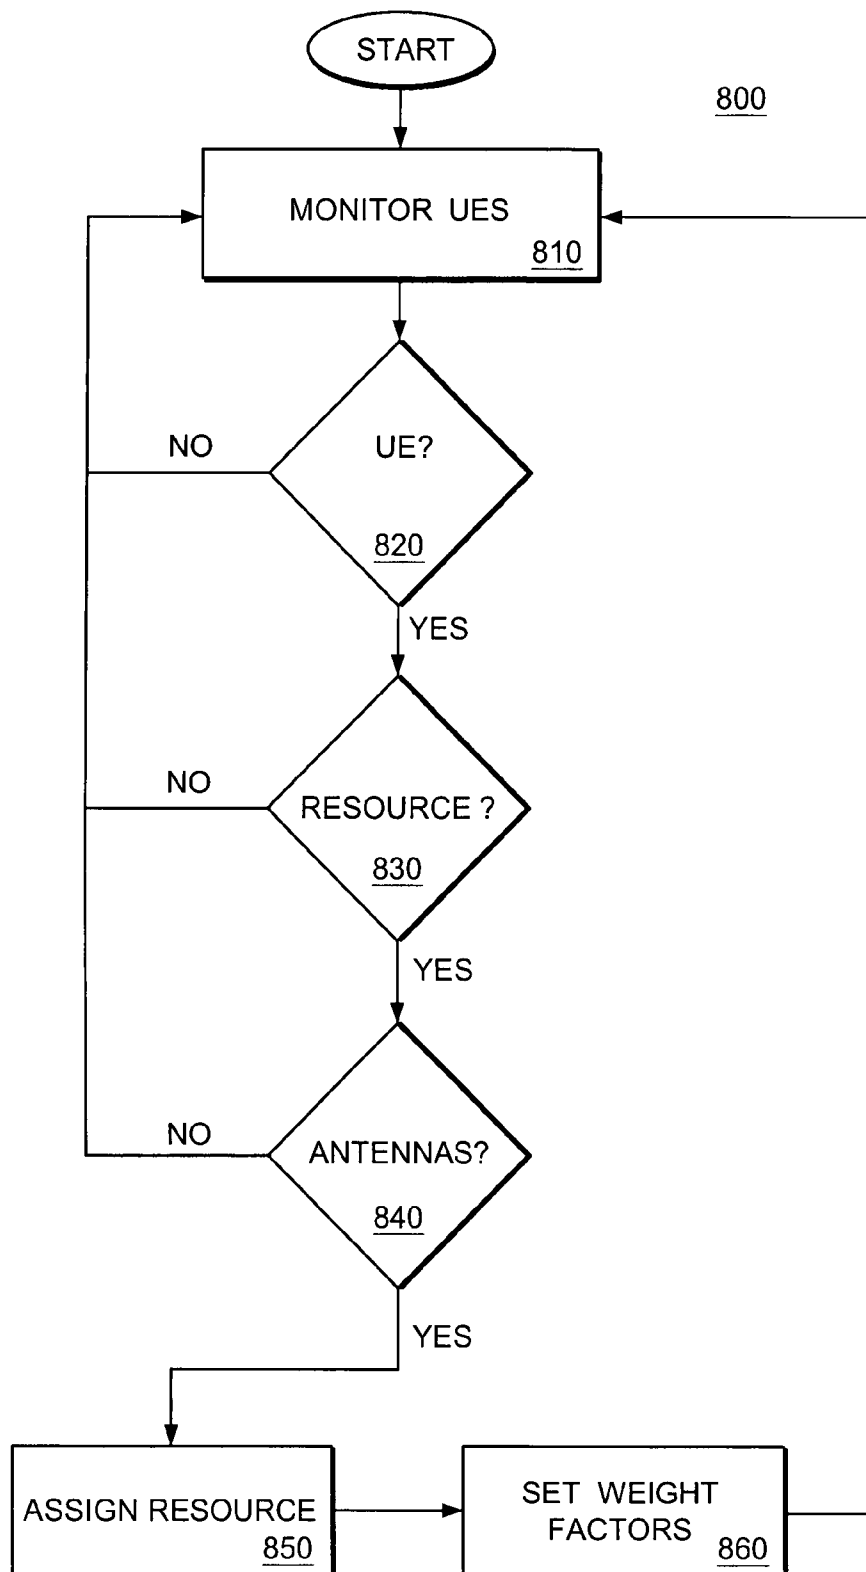 START
800
MONITOR UES
810
UE?
820
NO
YES
RESOURCE ?
830
NO
YES
ANTENNAS?
840
NO
YES
ASSIGN RESOURCE
850
SET WEIGHT
FACTORS
860